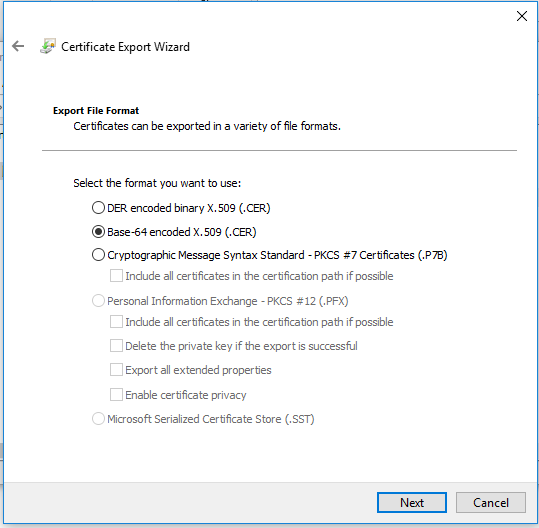 Certificate Export Wizard
Export File Format
Certificates can be exported in a variety of file formats.
Select the format you want to use:
DER encoded binary X.509 (.CER)
Base-64 encoded X.509 (.CER)
Cryptographic Message Syntax Standard - PKCS #7 Certificates (.P7B)
Include all certificates in the certification path if possible
Personal Information Exchange - PKCS #12 (.PFX)
Include all certificates in the certification path if possible
Delete the private key if the export is successful
Export all extended properties
Enable certificate privacy
Microsoft Serialized Certificate Store (.SST)
Next
Cancel